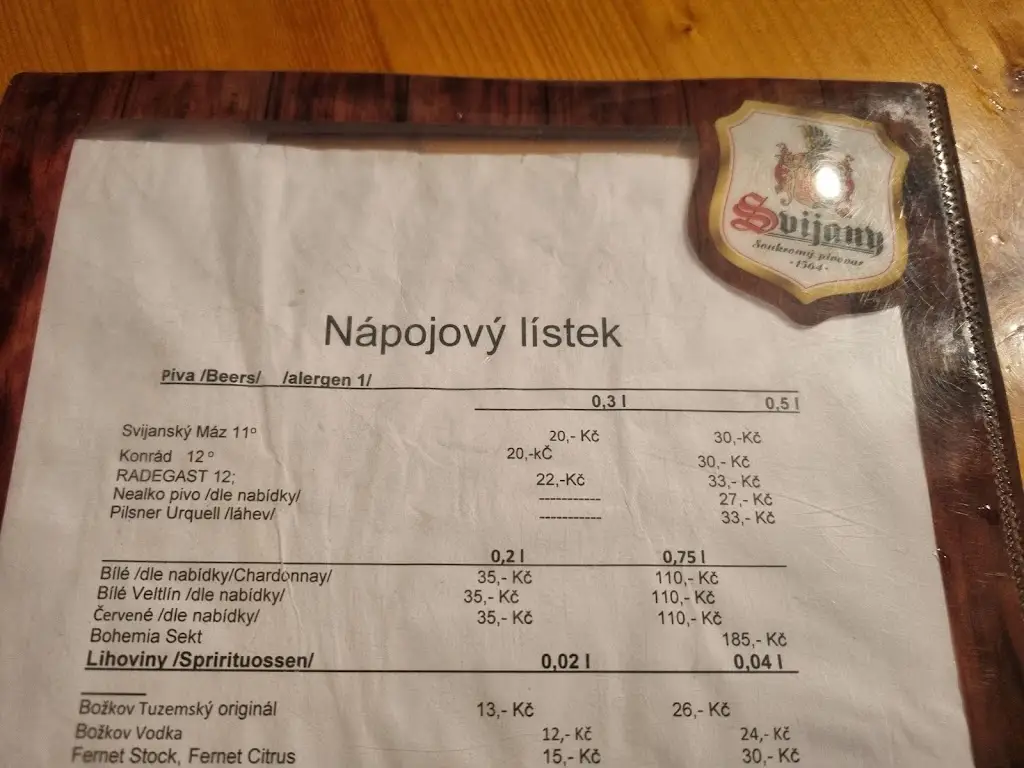 Svijany
Soukromý pivovar
·1564·
Nápojový lístek
Piva /Beers/ /alergen 1/
0,3 l 0,5 l
Svijanský Máz 11° 20,- Kč 30,-Kč
Konrád 12° 20,-kČ 30,- Kč
RADEGAST 12; 22,-Kč 33,- Kč
Nealko pivo /dle nabídky/ ----------- 27,- Kč
Pilsner Urquell /láhev/ ----------- 33,- Kč
0,2 l 0,75 l
Bílé /dle nabídky/Chardonnay/ 35,- Kč 110,- Kč
Bílé Veltlín /dle nabídky/ 35,- Kč 110,- Kč
Červené /dle nabídky/ 35,- Kč 110,- Kč
Bohemia Sekt 185,- Kč
Lihoviny /Sprirituossen/ 0,02 l 0,04 l
Božkov Tuzemský originál 13,- Kč 26,- Kč
Božkov Vodka 12,- Kč 24,- Kč
Fernet Stock, Fernet Citrus 15,- Kč 30,- Kč